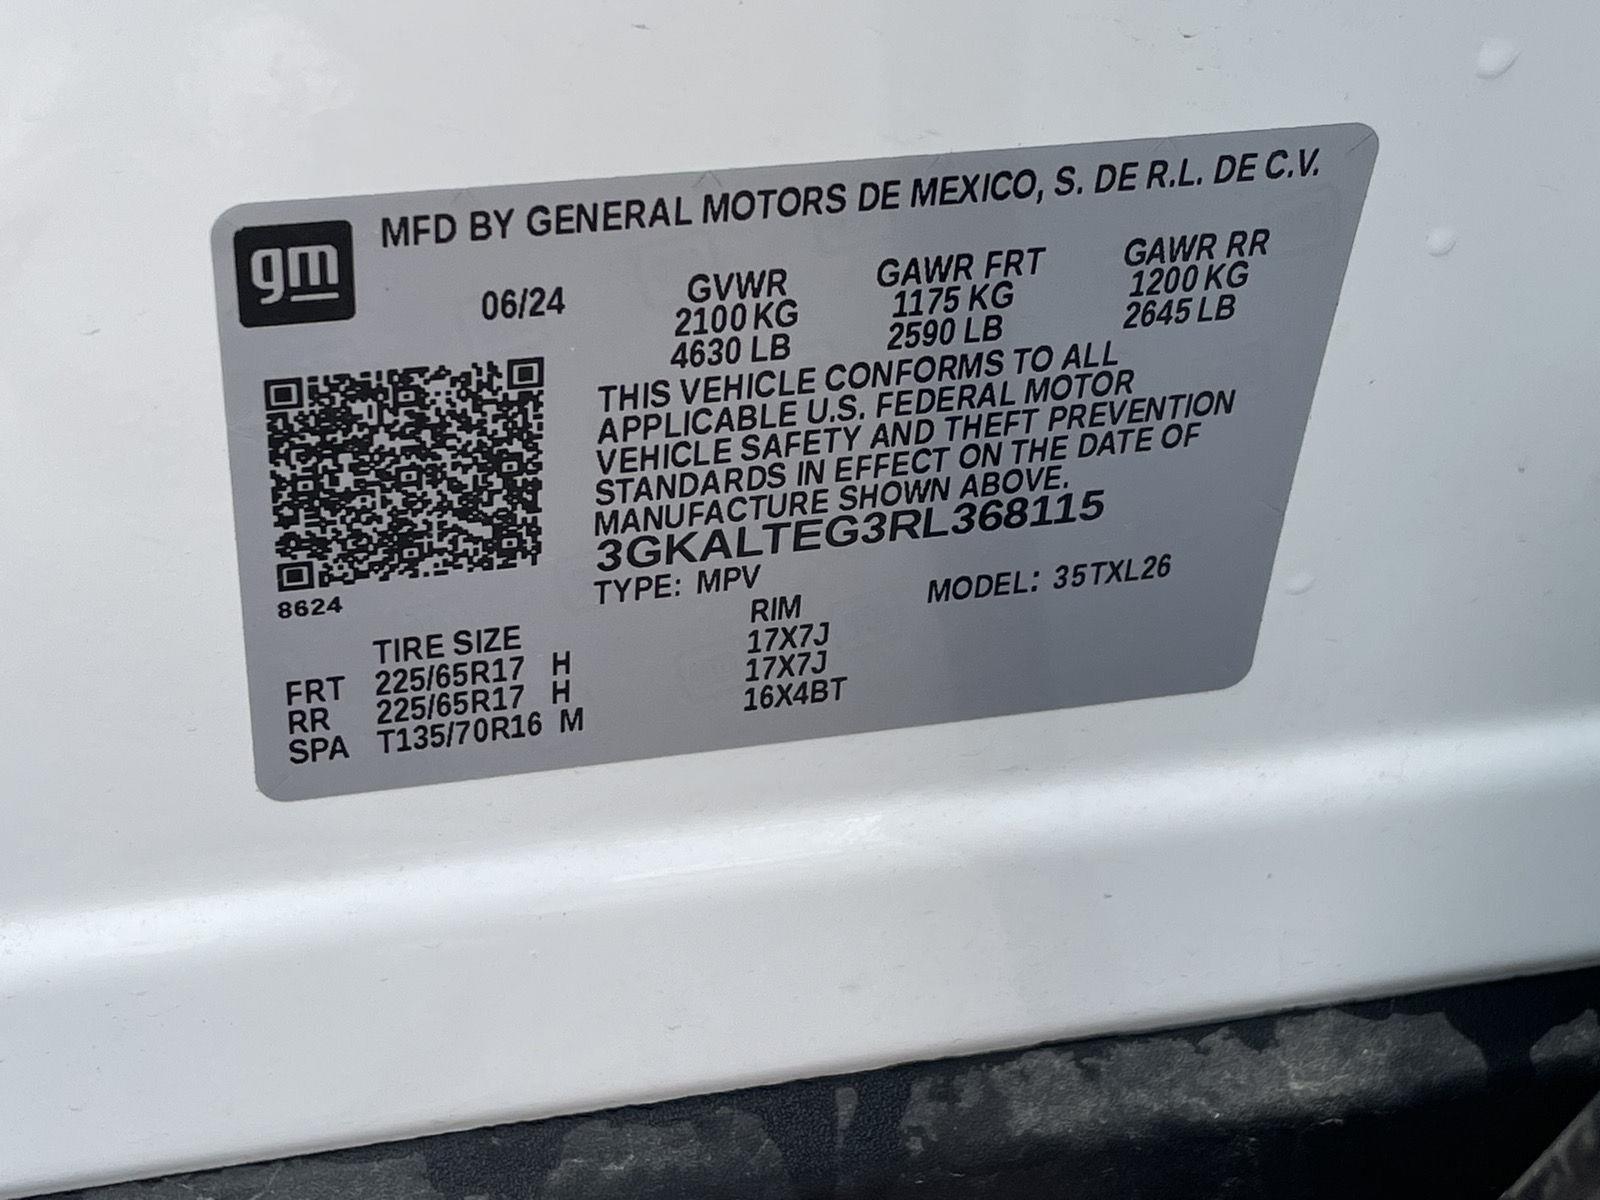 gm
MFD BY GENERAL MOTORS DE MEXICO, S. DE R.L. DE C.V.
06/24
GVWR
2100 KG
4630 LB
GAWR FRT
1175 KG
2590 LB
GAWR RR
1200 KG
2645 LB
THIS VEHICLE CONFORMS TO ALL
APPLICABLE U.S. FEDERAL MOTOR
VEHICLE SAFETY AND THEFT PREVENTION
STANDARDS IN EFFECT ON THE DATE OF
MANUFACTURE SHOWN ABOVE.
3GKALTEG3RL368115
TYPE: MPV MODEL: 35TXL26
8624
TIRE SIZE RIM
FRT 225/65R17 H 17X7J
RR 225/65R17 H 17X7J
SPA T135/70R16 M 16X4BT